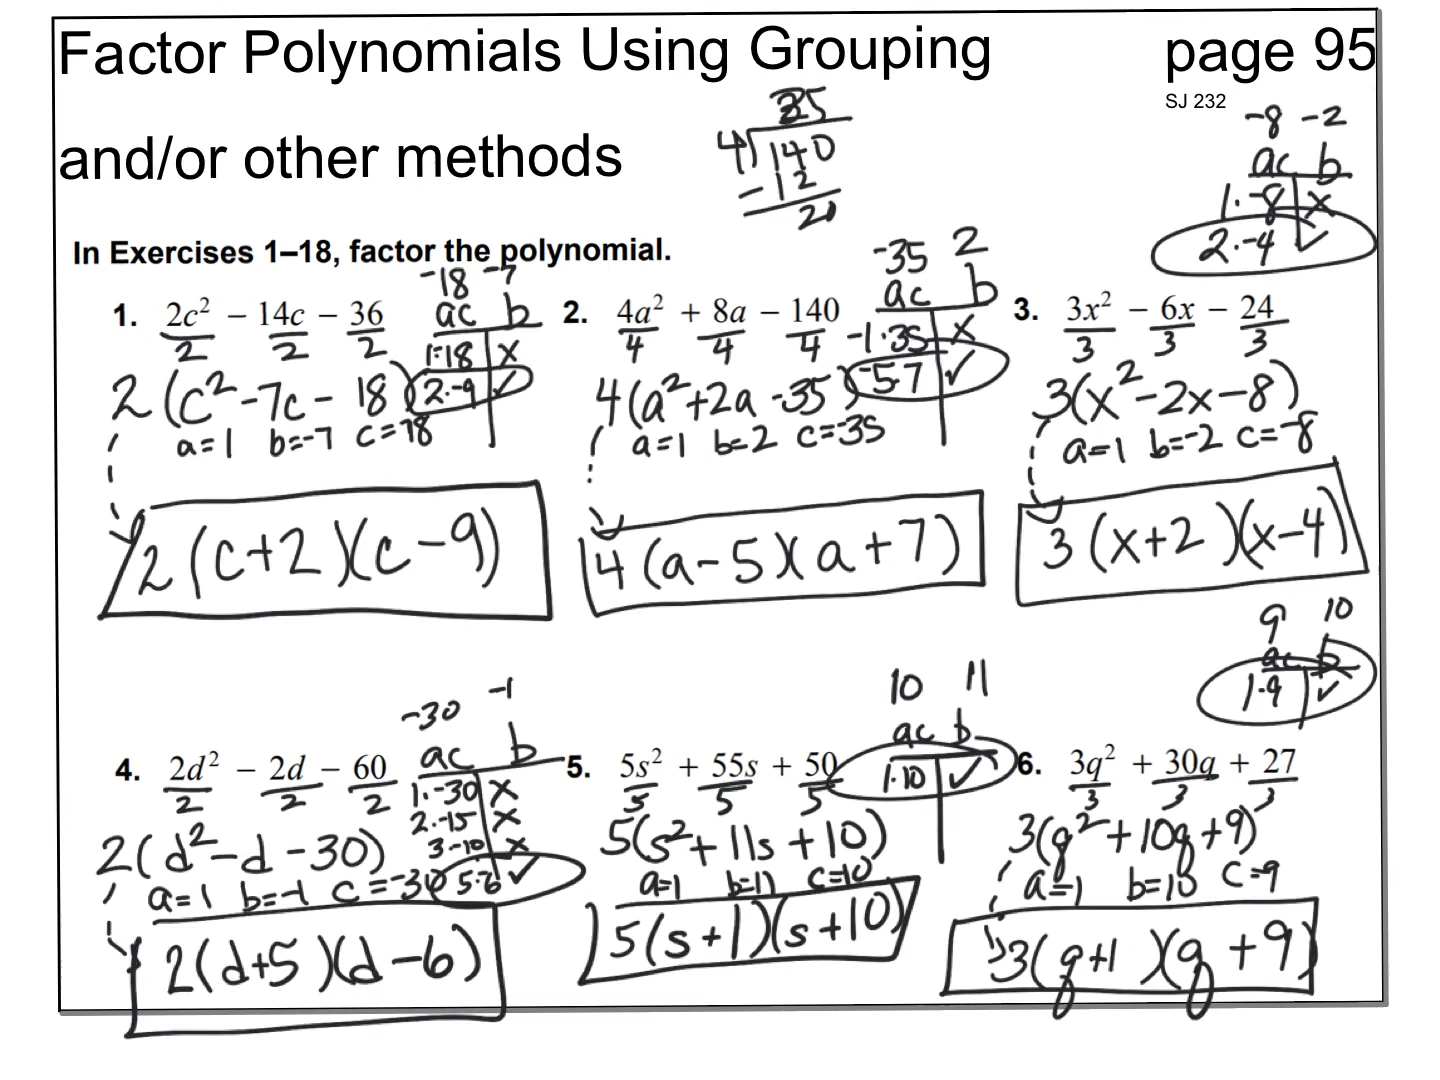 Factor Polynomials Using Grouping page 95
SJ 232
and/or other methods
35
4)140
-12
20
In Exercises 1–18, factor the polynomial.
-18 -7
ac b
1·-18 x
2·-9 ✓
1. 2c² − 14c − 36
2 2 2
2(c²-7c-18)
a=1 b=-7 c=-18
2(c+2)(c-9)
-35 2
ac b
-1·35 x
-5·7 ✓
2. 4a² + 8a − 140
4 4 4
4(a²+2a-35)
a=1 b=2 c=-35
4(a-5)(a+7)
-8 -2
ac b
1·-8 x
2·-4 ✓
3. 3x² − 6x − 24
3 3 3
3(x²-2x-8)
a=1 b=-2 c=-8
3(x+2)(x-4)
-30 -1
ac b
1·-30 x
2·-15 x
3·-10 x
5·-6 ✓
4. 2d² − 2d − 60
2 2 2
2(d²-d-30)
a=1 b=-1 c=-30
2(d+5)(d-6)
10 11
ac b
1·10 ✓
5. 5s² + 55s + 50
5 5 5
5(s²+11s+10)
a=1 b=11 c=10
5(s+1)(s+10)
9 10
ac b
1·9 ✓
6. 3q² + 30q + 27
3 3 3
3(q²+10q+9)
a=1 b=10 c=9
3(q+1)(q+9)